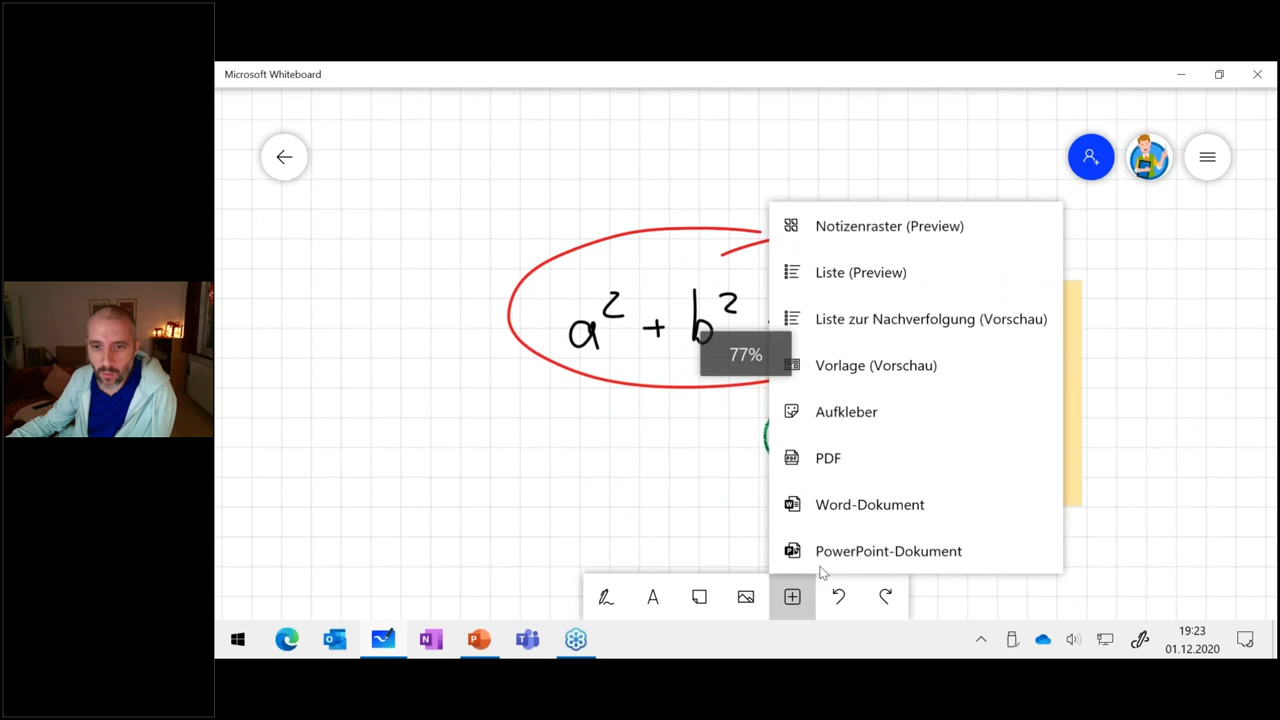 Microsoft Whiteboard
Notizenraster (Preview)
Liste (Preview)
Liste zur Nachverfolgung (Vorschau)
a² + b²
77%
Vorlage (Vorschau)
Aufkleber
PDF
Word-Dokument
PowerPoint-Dokument
19:23
01.12.2020